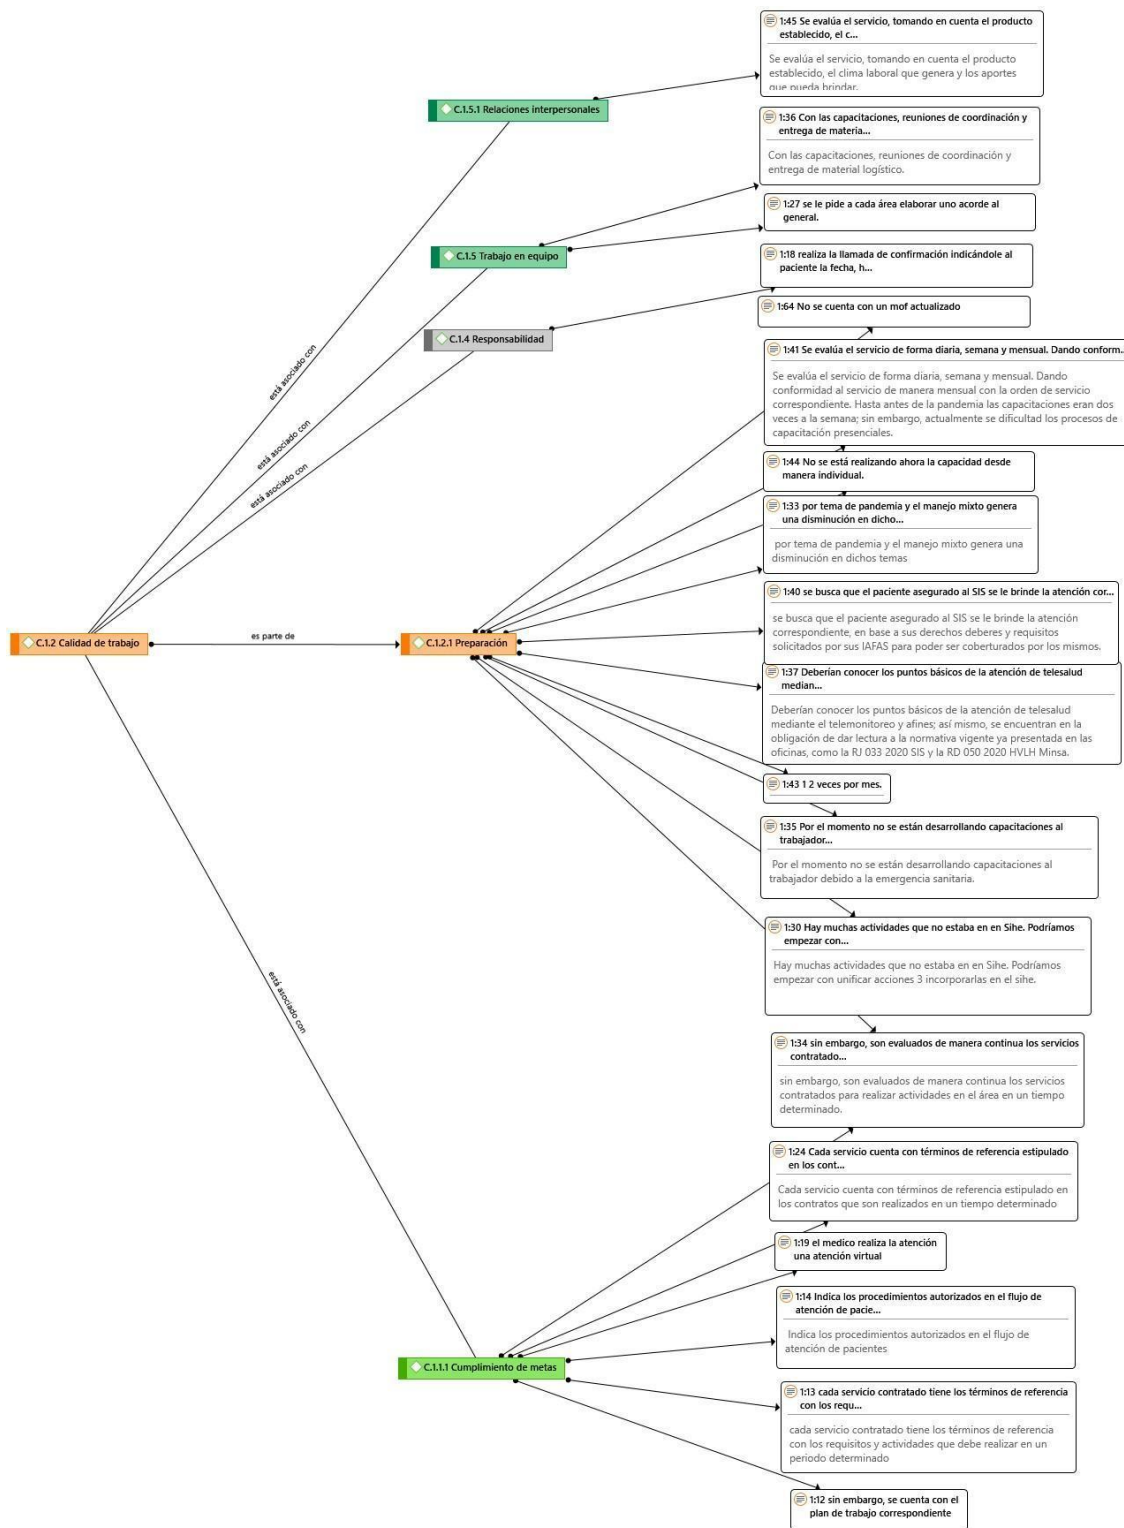 1:45 Se evalúa el servicio, tomando en cuenta el producto
establecido, el c...
Se evalúa el servicio, tomando en cuenta el producto
establecido, el clima laboral que genera y los aportes
que pueda brindar.
C.1.5.1 Relaciones interpersonales
1:36 Con las capacitaciones, reuniones de coordinación y
entrega de materia...
Con las capacitaciones, reuniones de coordinación y
entrega de material logístico.
1:27 se le pide a cada área elaborar uno acorde al
general.
C.1.5 Trabajo en equipo
1:18 realiza la llamada de confirmación indicándole al
paciente la fecha, h...
1:64 No se cuenta con un mof actualizado
C.1.4 Responsabilidad
1:41 Se evalúa el servicio de forma diaria, semana y mensual. Dando conform...
Se evalúa el servicio de forma diaria, semana y mensual. Dando
conformidad al servicio de manera mensual con la orden de servicio
correspondiente. Hasta antes de la pandemia las capacitaciones eran dos
veces a la semana; sin embargo, actualmente se dificultad los procesos de
capacitación presenciales.
está asociado con
está asociado con
está asociado con
1:44 No se está realizando ahora la capacidad desde
manera individual.
1:33 por tema de pandemia y el manejo mixto genera
una disminución en dicho...
por tema de pandemia y el manejo mixto genera una
disminución en dichos temas
1:40 se busca que el paciente asegurado al SIS se le brinde la atención cor...
se busca que el paciente asegurado al SIS se le brinde la atención
correspondiente, en base a sus derechos deberes y requisitos
solicitados por sus IAFAS para poder ser coberturados por los mismos.
C.1.2 Calidad de trabajo
es parte de
C.1.2.1 Preparación
1:37 Deberían conocer los puntos básicos de la atención de telesalud
median...
Deberían conocer los puntos básicos de la atención de telesalud
mediante el telemonitoreo y afines; así mismo, se encuentran en la
obligación de dar lectura a la normativa vigente ya presentada en las
oficinas, como la RJ 033 2020 SIS y la RD 050 2020 HVLH Minsa.
1:43 1 2 veces por mes.
1:35 Por el momento no se están desarrollando capacitaciones al
trabajador...
Por el momento no se están desarrollando capacitaciones al
trabajador debido a la emergencia sanitaria.
1:30 Hay muchas actividades que no estaba en en Sihe. Podríamos
empezar con...
Hay muchas actividades que no estaba en en Sihe. Podríamos
empezar con unificar acciones 3 incorporarlas en el sihe.
está asociado con
1:34 sin embargo, son evaluados de manera continua los servicios
contratado...
sin embargo, son evaluados de manera continua los servicios
contratados para realizar actividades en el área en un tiempo
determinado.
1:24 Cada servicio cuenta con términos de referencia estipulado
en los cont...
Cada servicio cuenta con términos de referencia estipulado en
los contratos que son realizados en un tiempo determinado
1:19 el medico realiza la atención
una atención virtual
1:14 Indica los procedimientos autorizados en el flujo de
atención de pacie...
Indica los procedimientos autorizados en el flujo de
atención de pacientes
C.1.1.1 Cumplimiento de metas
1:13 cada servicio contratado tiene los términos de referencia
con los requ...
cada servicio contratado tiene los términos de referencia
con los requisitos y actividades que debe realizar en un
periodo determinado
1:12 sin embargo, se cuenta con el
plan de trabajo correspondiente